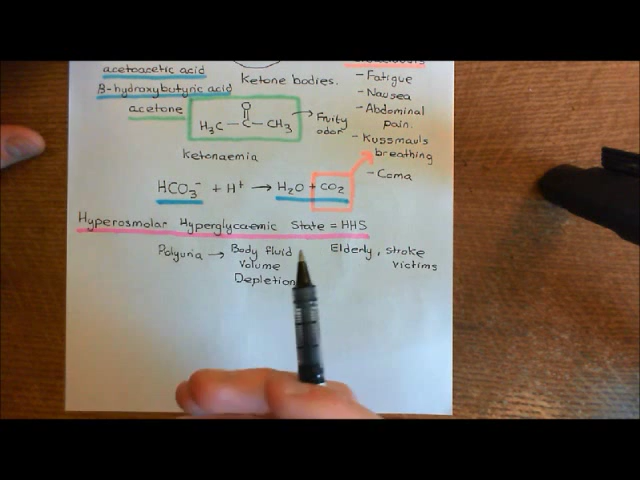 acetoacetic acid
β-hydroxybutyric acid
acetone
O
H₃C — C — CH₃
Ketone bodies.
Fruity
odor
Ketonaemia
- Fatigue
- Nausea
- Abdominal
pain.
- Kussmauls
breathing
- Coma
HCO₃⁻ + H⁺ → H₂O + CO₂
Hyperosmolar Hyperglycaemic State = HHS
Polyuria → Body fluid
volume
Depletion
Elderly, stroke
victims